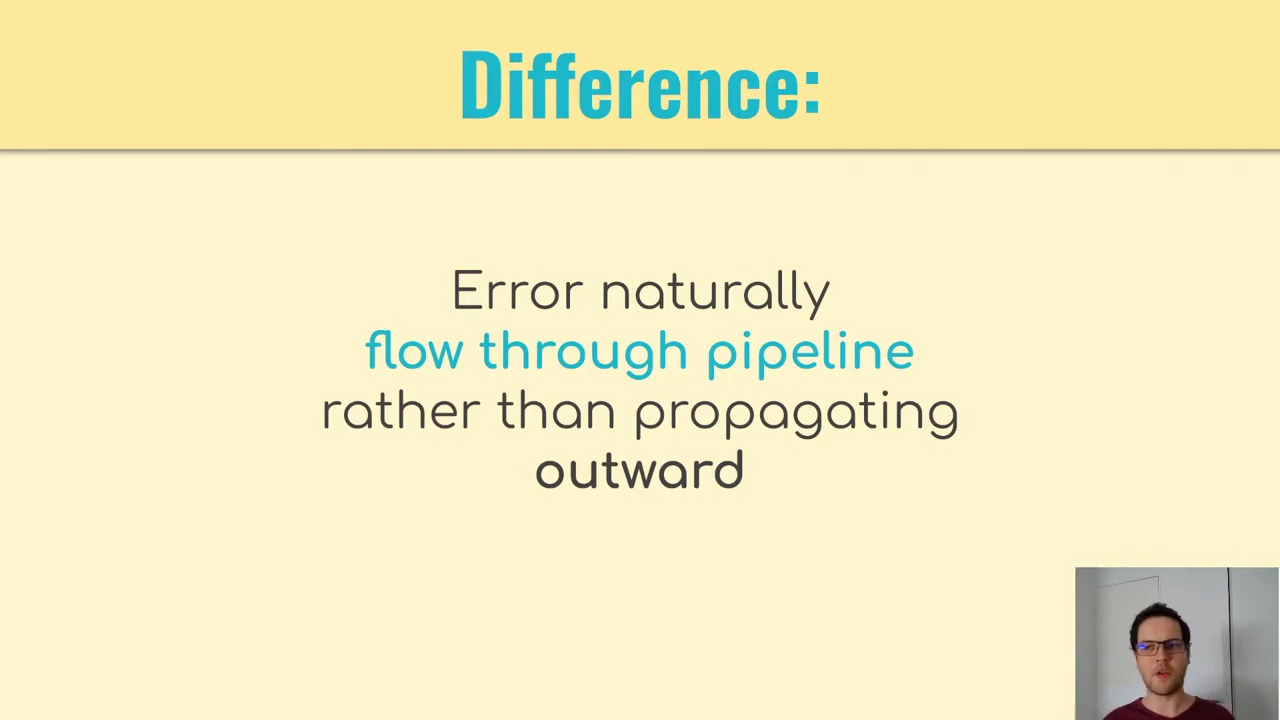 Difference:
Error naturally
flow through pipeline
rather than propagating
outward